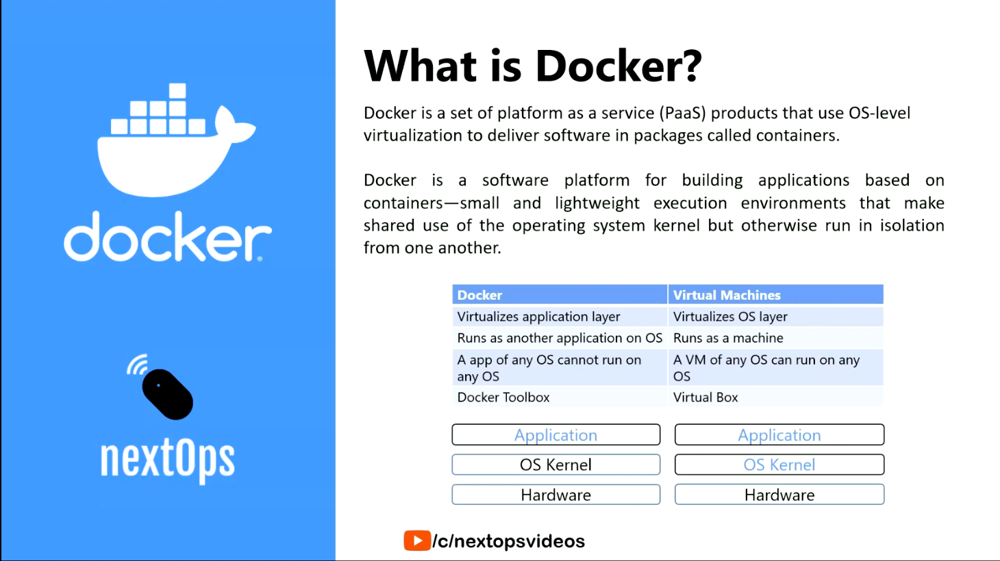 docker
nextOps
What is Docker?
Docker is a set of platform as a service (PaaS) products that use OS-level
virtualization to deliver software in packages called containers.
Docker is a software platform for building applications based on
containers—small and lightweight execution environments that make
shared use of the operating system kernel but otherwise run in isolation
from one another.
Docker Virtual Machines
Virtualizes application layer Virtualizes OS layer
Runs as another application on OS Runs as a machine
A app of any OS cannot run on A VM of any OS can run on any
any OS OS
Docker Toolbox Virtual Box
Application Application
OS Kernel OS Kernel
Hardware Hardware
/c/nextopsvideos